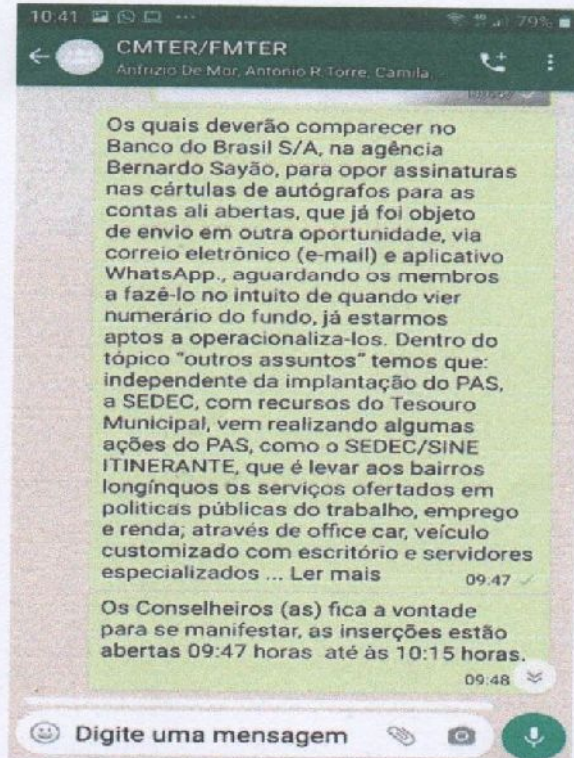 10:41 ... 79%
CMTER/FMTER
Anfrizio De Mor, Antonio R Torre, Camila,
Os quais deverão comparecer no
Banco do Brasil S/A, na agência
Bernardo Sayão, para opor assinaturas
nas cártulas de autógrafos para as
contas ali abertas, que já foi objeto
de envio em outra oportunidade, via
correio eletrônico (e-mail) e aplicativo
WhatsApp., aguardando os membros
a fazê-lo no intuito de quando vier
numerário do fundo, já estarmos
aptos a operacionaliza-los. Dentro do
tópico "outros assuntos" temos que:
independente da implantação do PAS,
a SEDEC, com recursos do Tesouro
Municipal, vem realizando algumas
ações do PAS, como o SEDEC/SINE
ITINERANTE, que é levar aos bairros
longínquos os serviços ofertados em
politicas públicas do trabalho, emprego
e renda; através de office car, veículo
customizado com escritório e servidores
especializados ... Ler mais 09:47
Os Conselheiros (as) fica a vontade
para se manifestar, as inserções estão
abertas 09:47 horas até às 10:15 horas.
09:48
Digite uma mensagem